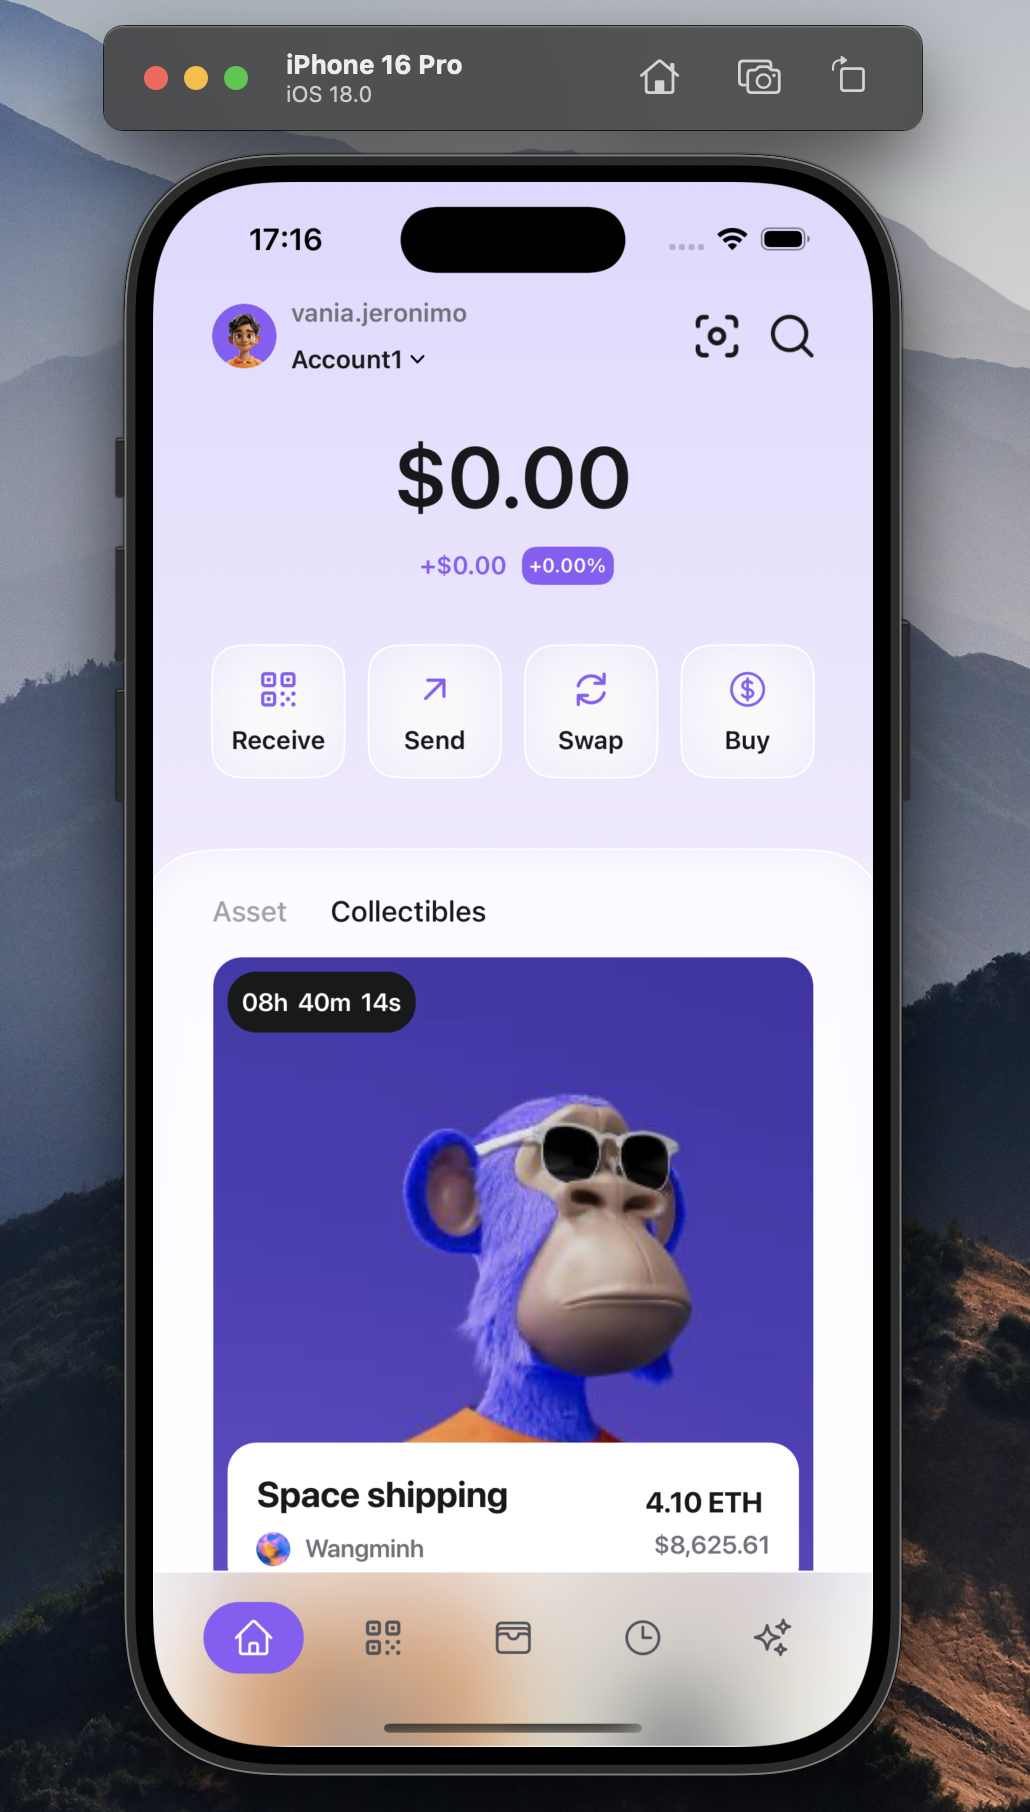 iPhone 16 Pro
iOS 18.0
17:16
vania.jeronimo
Account1
$0.00
+$0.00 +0.00%
Receive Send Swap Buy
Asset Collectibles
08h 40m 14s
Space shipping
4.10 ETH
Wangminh
$8,625.61